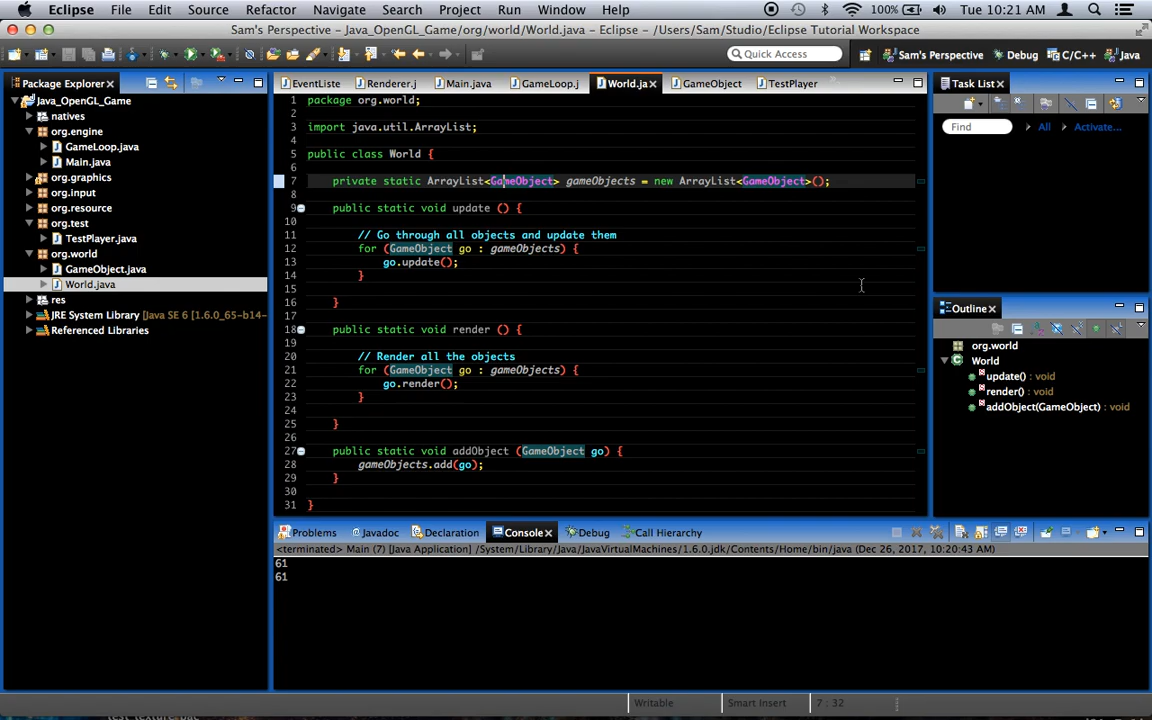 Eclipse File Edit Source Refactor Navigate Search Project Run Window Help 100% Tue 10:21 AM
Sam's Perspective - Java_OpenGL_Game/org/world/World.java - Eclipse - /Users/Sam/Studio/Eclipse Tutorial Workspace
Quick Access Sam's Perspective Debug C/C++ Java
Package Explorer
Java_OpenGL_Game
natives
org.engine
GameLoop.java
Main.java
org.graphics
org.input
org.resource
org.test
TestPlayer.java
org.world
GameObject.java
World.java
res
JRE System Library [Java SE 6 [1.6.0_65-b14-
Referenced Libraries
EventListe Renderer.j Main.java GameLoop.j World.ja GameObject TestPlayer
1 package org.world;
2
3 import java.util.ArrayList;
4
5 public class World {
6
7 private static ArrayList<GameObject> gameObjects = new ArrayList<GameObject>();
8
9 public static void update () {
10
11 // Go through all objects and update them
12 for (GameObject go : gameObjects) {
13 go.update();
14 }
15
16 }
17
18 public static void render () {
19
20 // Render all the objects
21 for (GameObject go : gameObjects) {
22 go.render();
23 }
24
25 }
26
27 public static void addObject (GameObject go) {
28 gameObjects.add(go);
29 }
30
31 }
Task List
Find All Activate...
Outline
org.world
World
update() : void
render() : void
addObject(GameObject) : void
Problems Javadoc Declaration Console Debug Call Hierarchy
<terminated> Main (7) [Java Application] /System/Library/Java/JavaVirtualMachines/1.6.0.jdk/Contents/Home/bin/java (Dec 26, 2017, 10:20:43 AM)
61
61
Writable Smart Insert 7 : 32